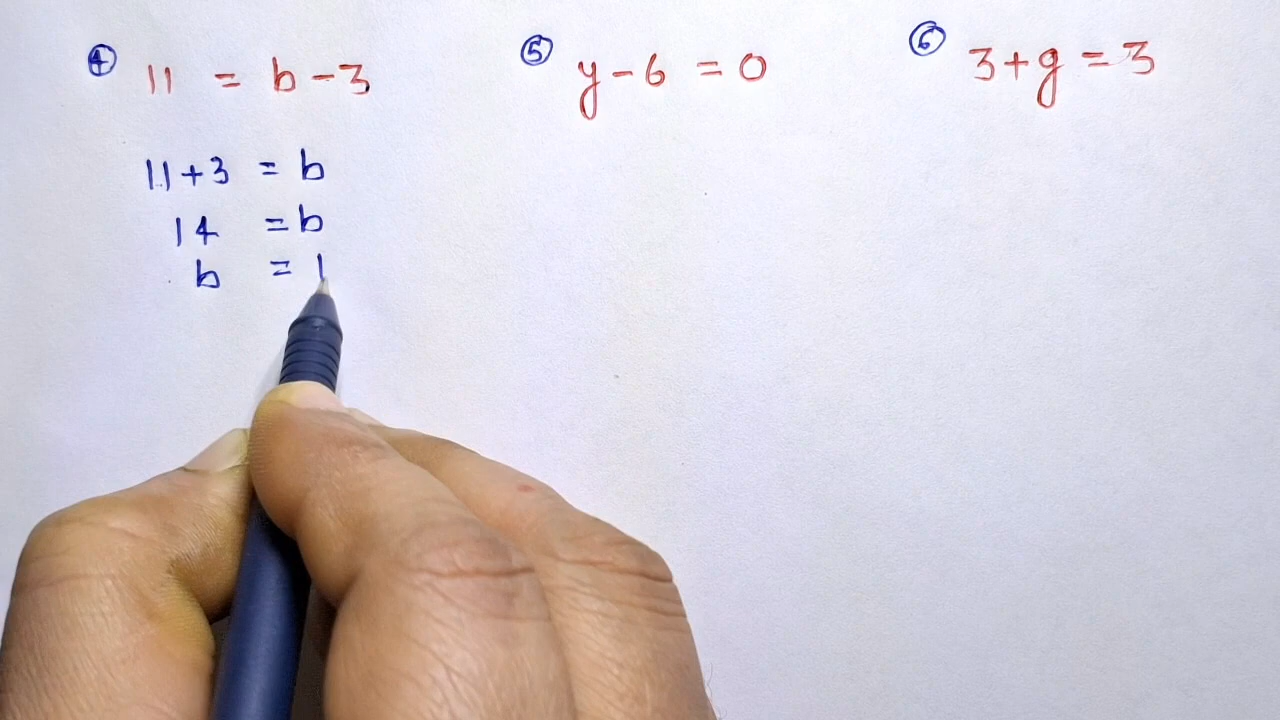 ④ 11 = b - 3
11 + 3 = b
14 = b
b = 1
⑤ y - 6 = 0
⑥ 3 + g = 3